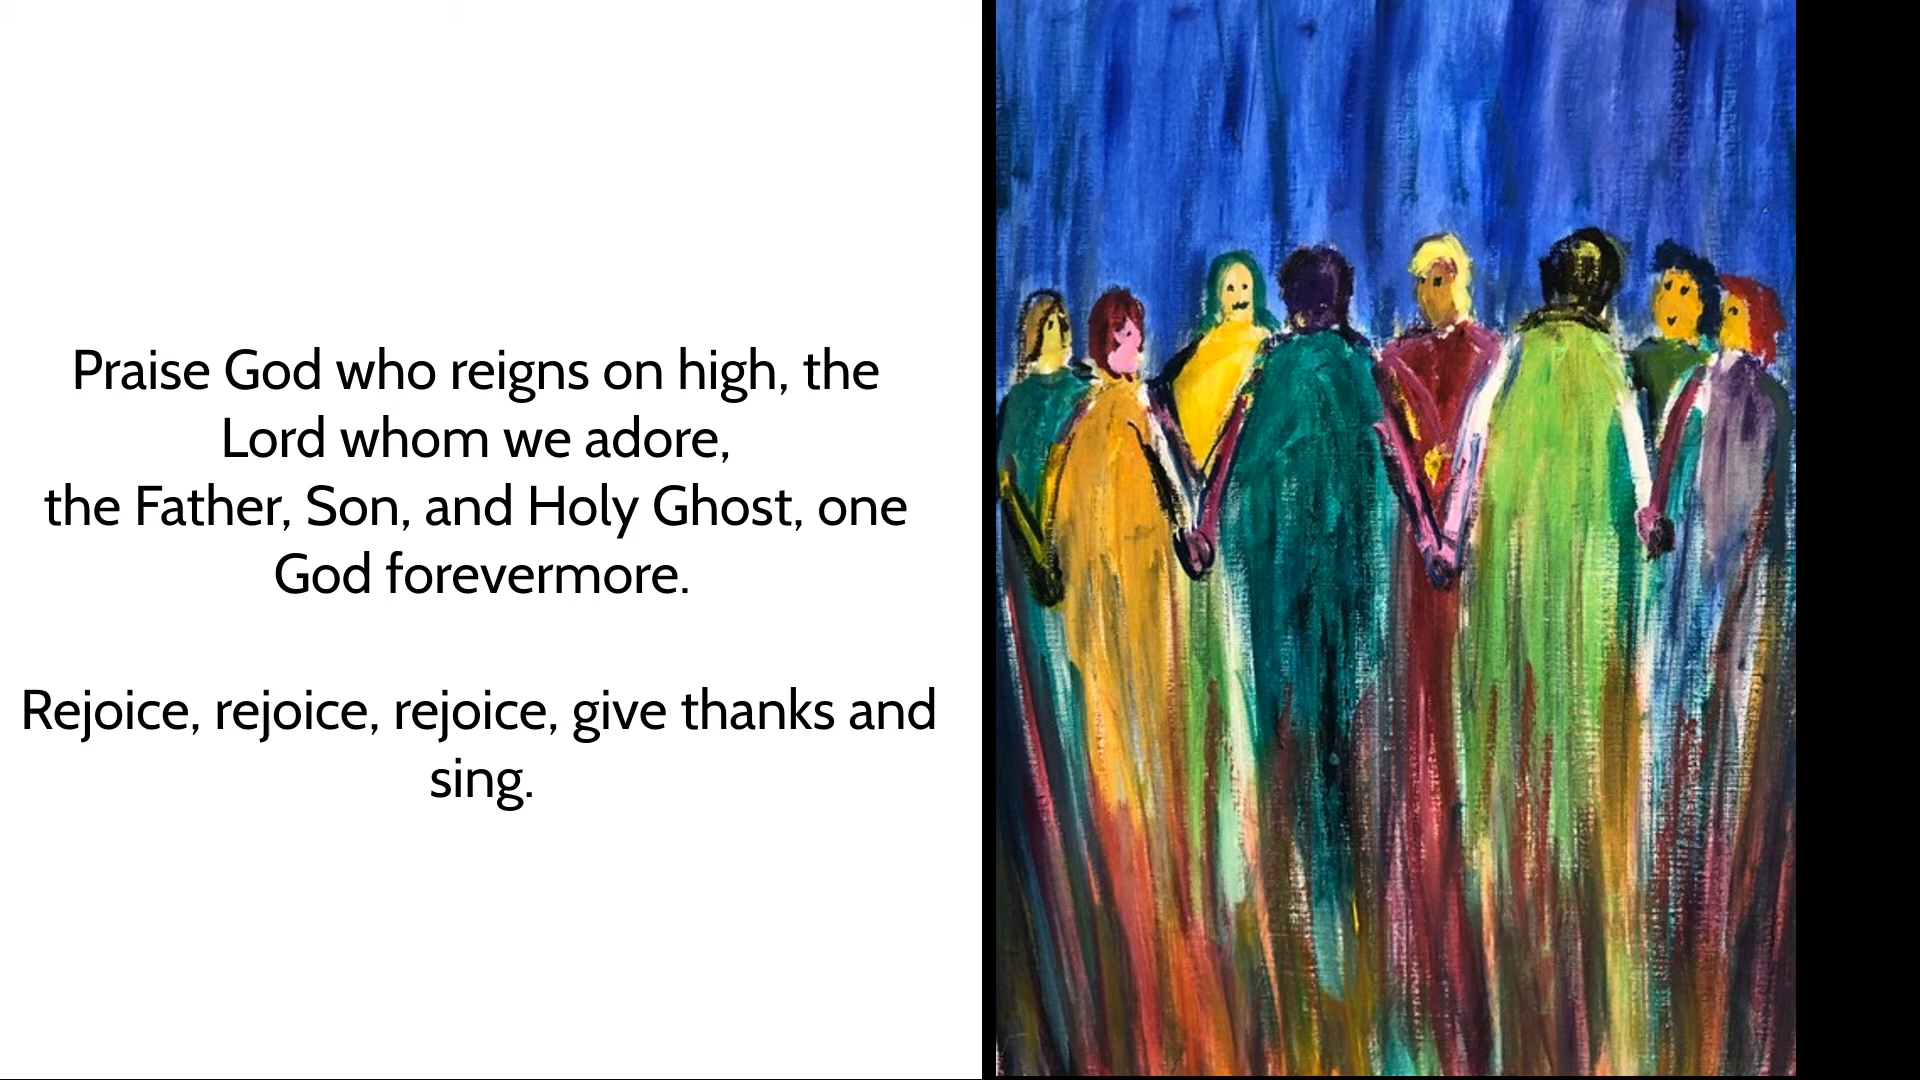 Praise God who reigns on high, the
Lord whom we adore,
the Father, Son, and Holy Ghost, one
God forevermore.
Rejoice, rejoice, rejoice, give thanks and
sing.